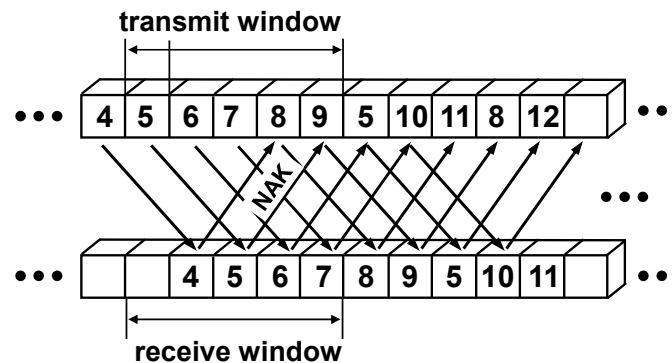 transmit window
4 5 6 7 8 9 5 10 11 8 12
NAK
4 5 6 7 8 9 5 10 11
receive window